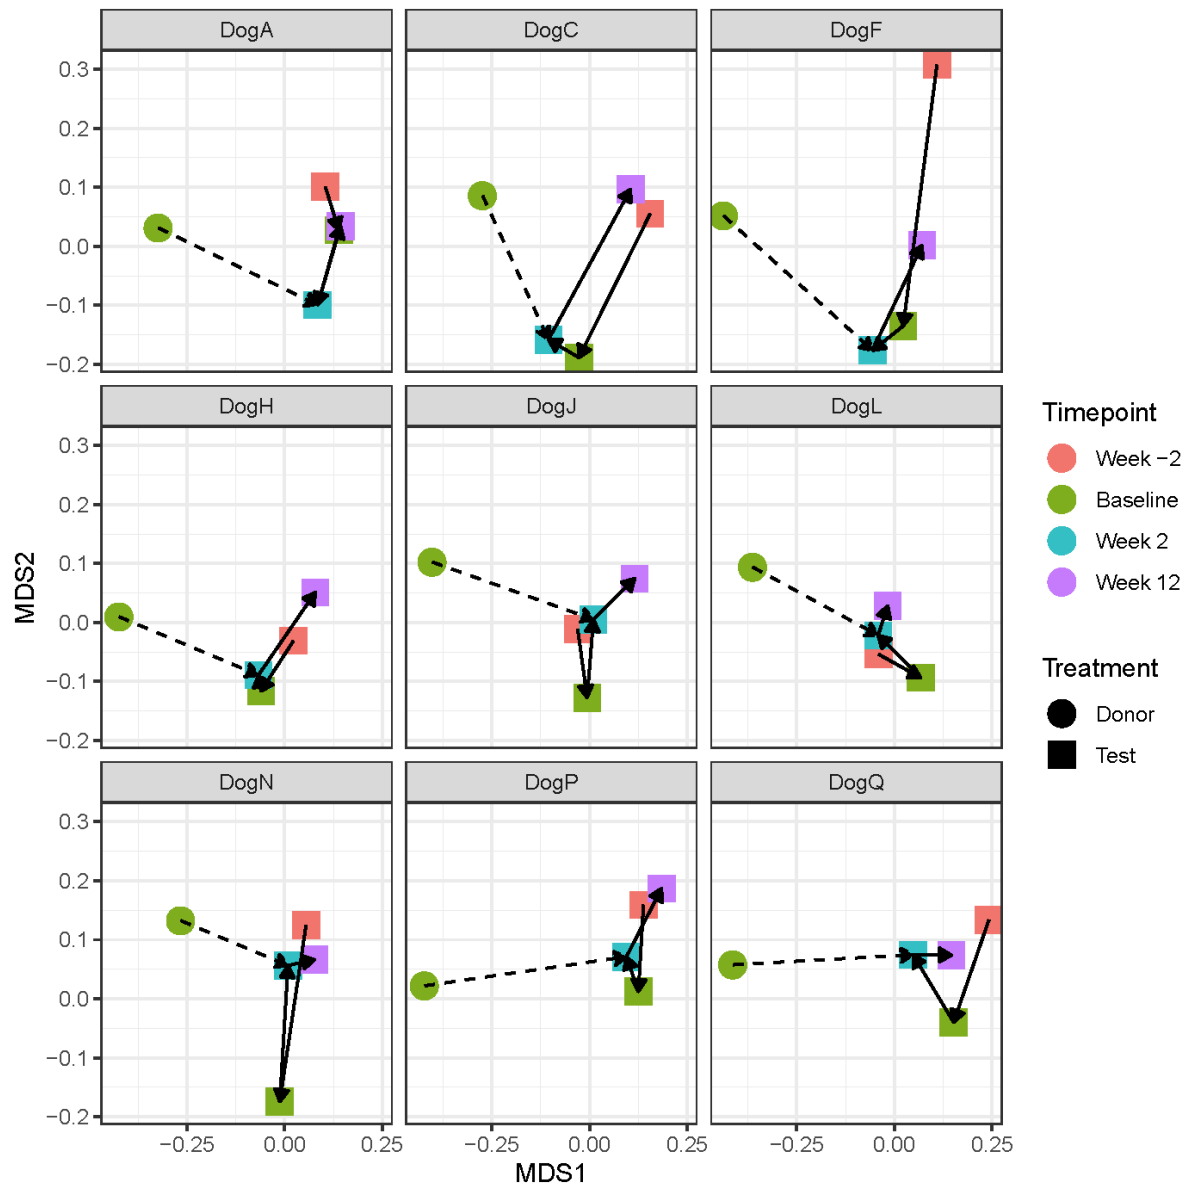 DogA DogC DogF
0.3
0.2
0.1
0.0
−0.1
−0.2
DogH DogJ DogL
0.3
0.2
0.1
0.0
−0.1
−0.2
DogN DogP DogQ
0.3
0.2
0.1
0.0
−0.1
−0.2
−0.25 0.00 0.25 −0.25 0.00 0.25 −0.25 0.00 0.25
MDS1
MDS2
Timepoint
Week −2
Baseline
Week 2
Week 12
Treatment
Donor
Test